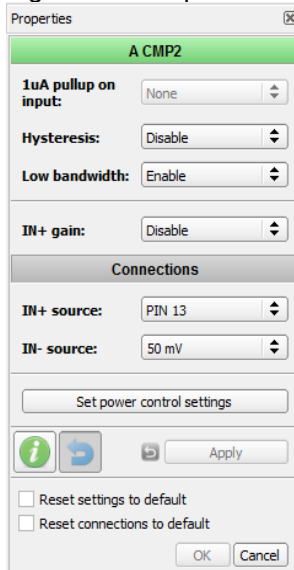 Properties
A CMP2
1uA pullup on
input:
None
Hysteresis:
Disable
Low bandwidth:
Enable
IN+ gain:
Disable
Connections
IN+ source:
PIN 13
IN- source:
50 mV
Set power control settings
Apply
Reset settings to default
Reset connections to default
OK
Cancel